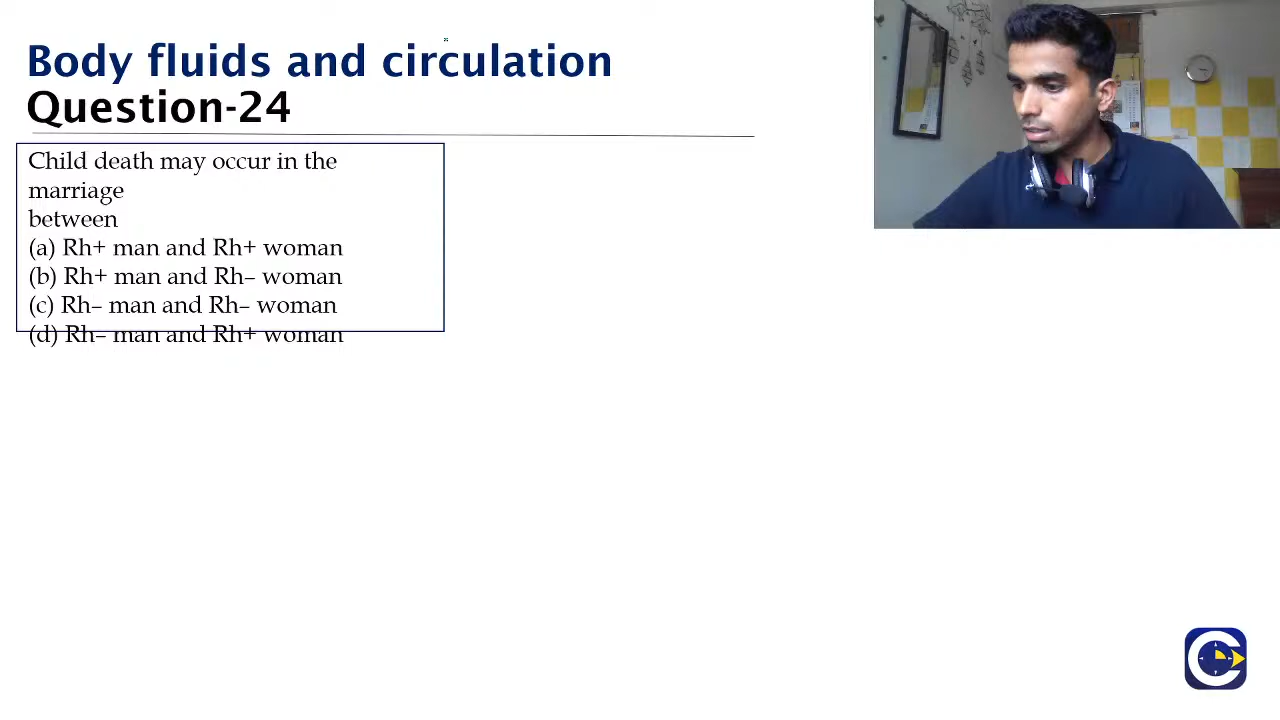 Body fluids and circulation
Question-24
Child death may occur in the
marriage
between
(a) Rh+ man and Rh+ woman
(b) Rh+ man and Rh– woman
(c) Rh– man and Rh– woman
(d) Rh– man and Rh+ woman